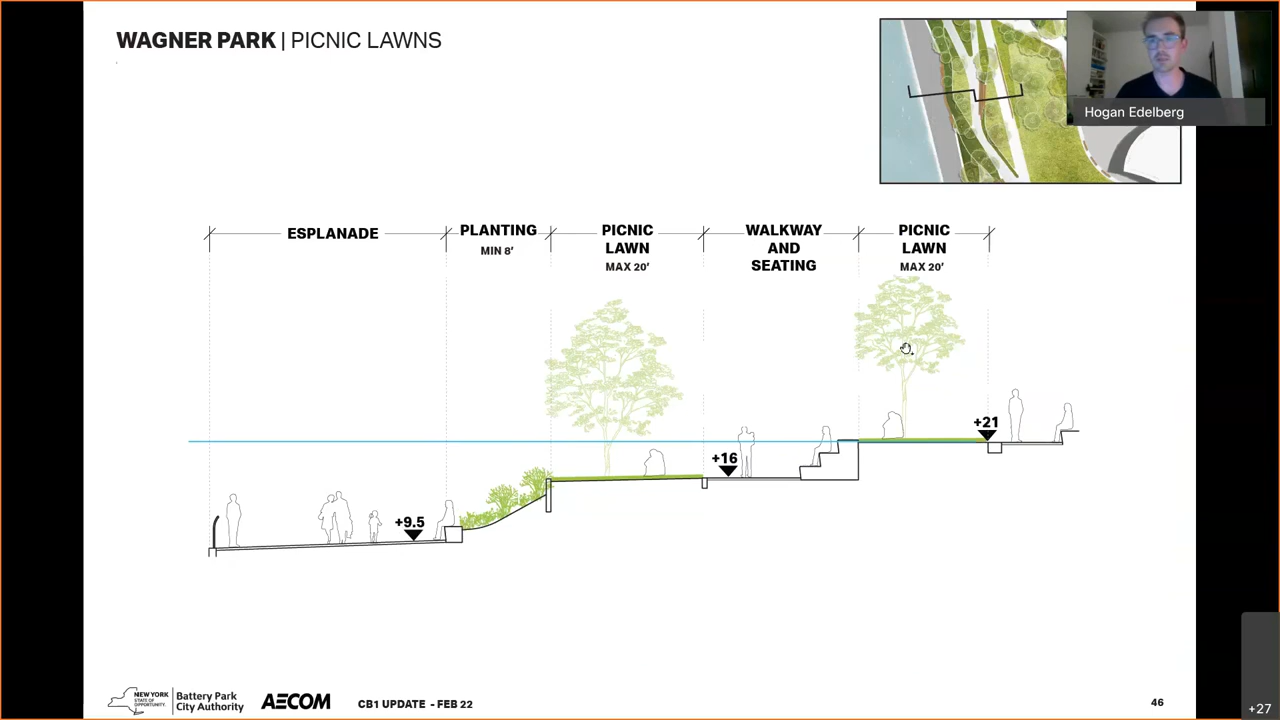 WAGNER PARK | PICNIC LAWNS
Hogan Edelberg
ESPLANADE
PLANTING
MIN 8'
PICNIC
LAWN
MAX 20'
WALKWAY
AND
SEATING
PICNIC
LAWN
MAX 20'
+21
+16
+9.5
NEW YORK
STATE OF
OPPORTUNITY.
Battery Park
City Authority
AECOM
CB1 UPDATE - FEB 22
46
+27